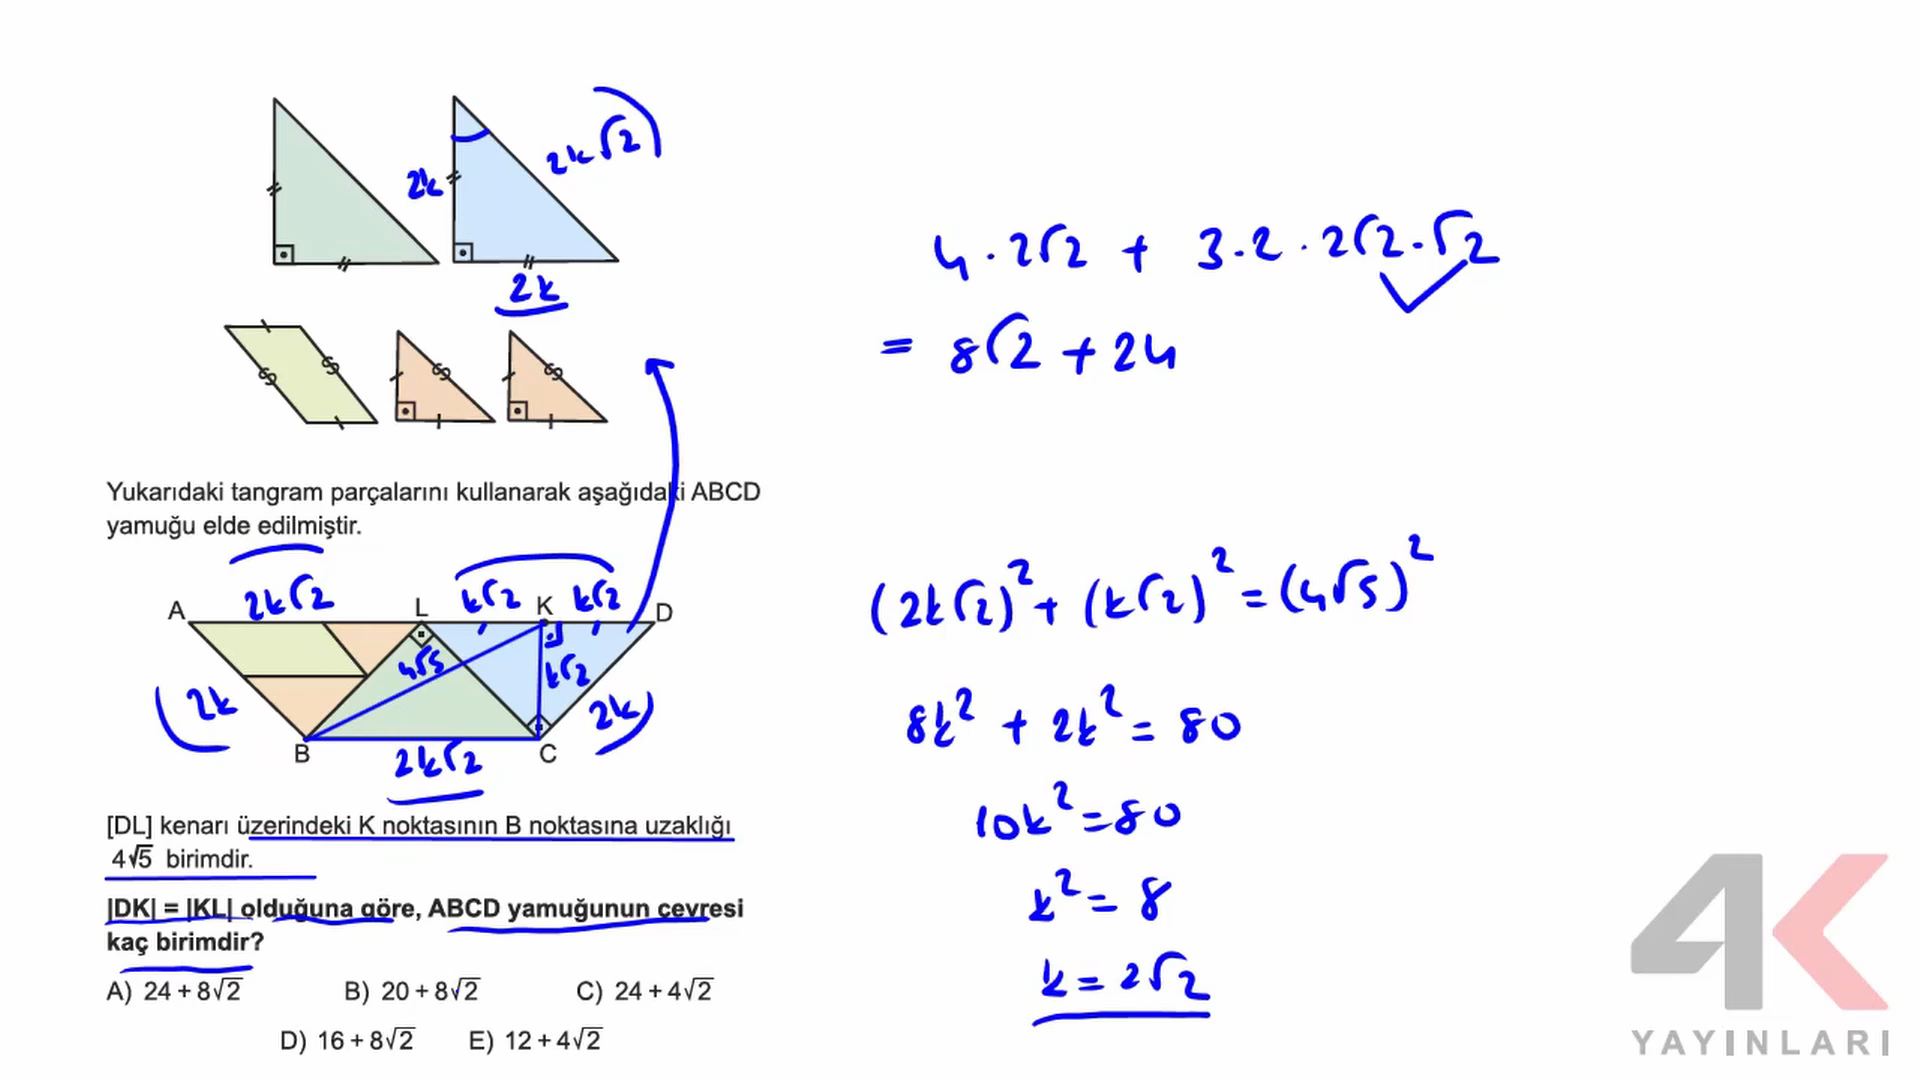 2k
2k√2
2k
4 · 2√2 + 3·2 · 2√2 · √2
= 8√2 + 24
Yukarıdaki tangram parçalarını kullanarak aşağıdaki ABCD
yamuğu elde edilmiştir.
A 2k√2 L k√2 K k√2 D
4√5 k√2
2k 2k
B 2k√2 C
(2k√2)² + (k√2)² = (4√5)²
8k² + 2k² = 80
10k² = 80
k² = 8
k = 2√2
[DL] kenarı üzerindeki K noktasının B noktasına uzaklığı
4√5 birimdir.
|DK| = |KL| olduğuna göre, ABCD yamuğunun çevresi
kaç birimdir?
A) 24 + 8√2 B) 20 + 8√2 C) 24 + 4√2
D) 16 + 8√2 E) 12 + 4√2
4K
YAYINLARI